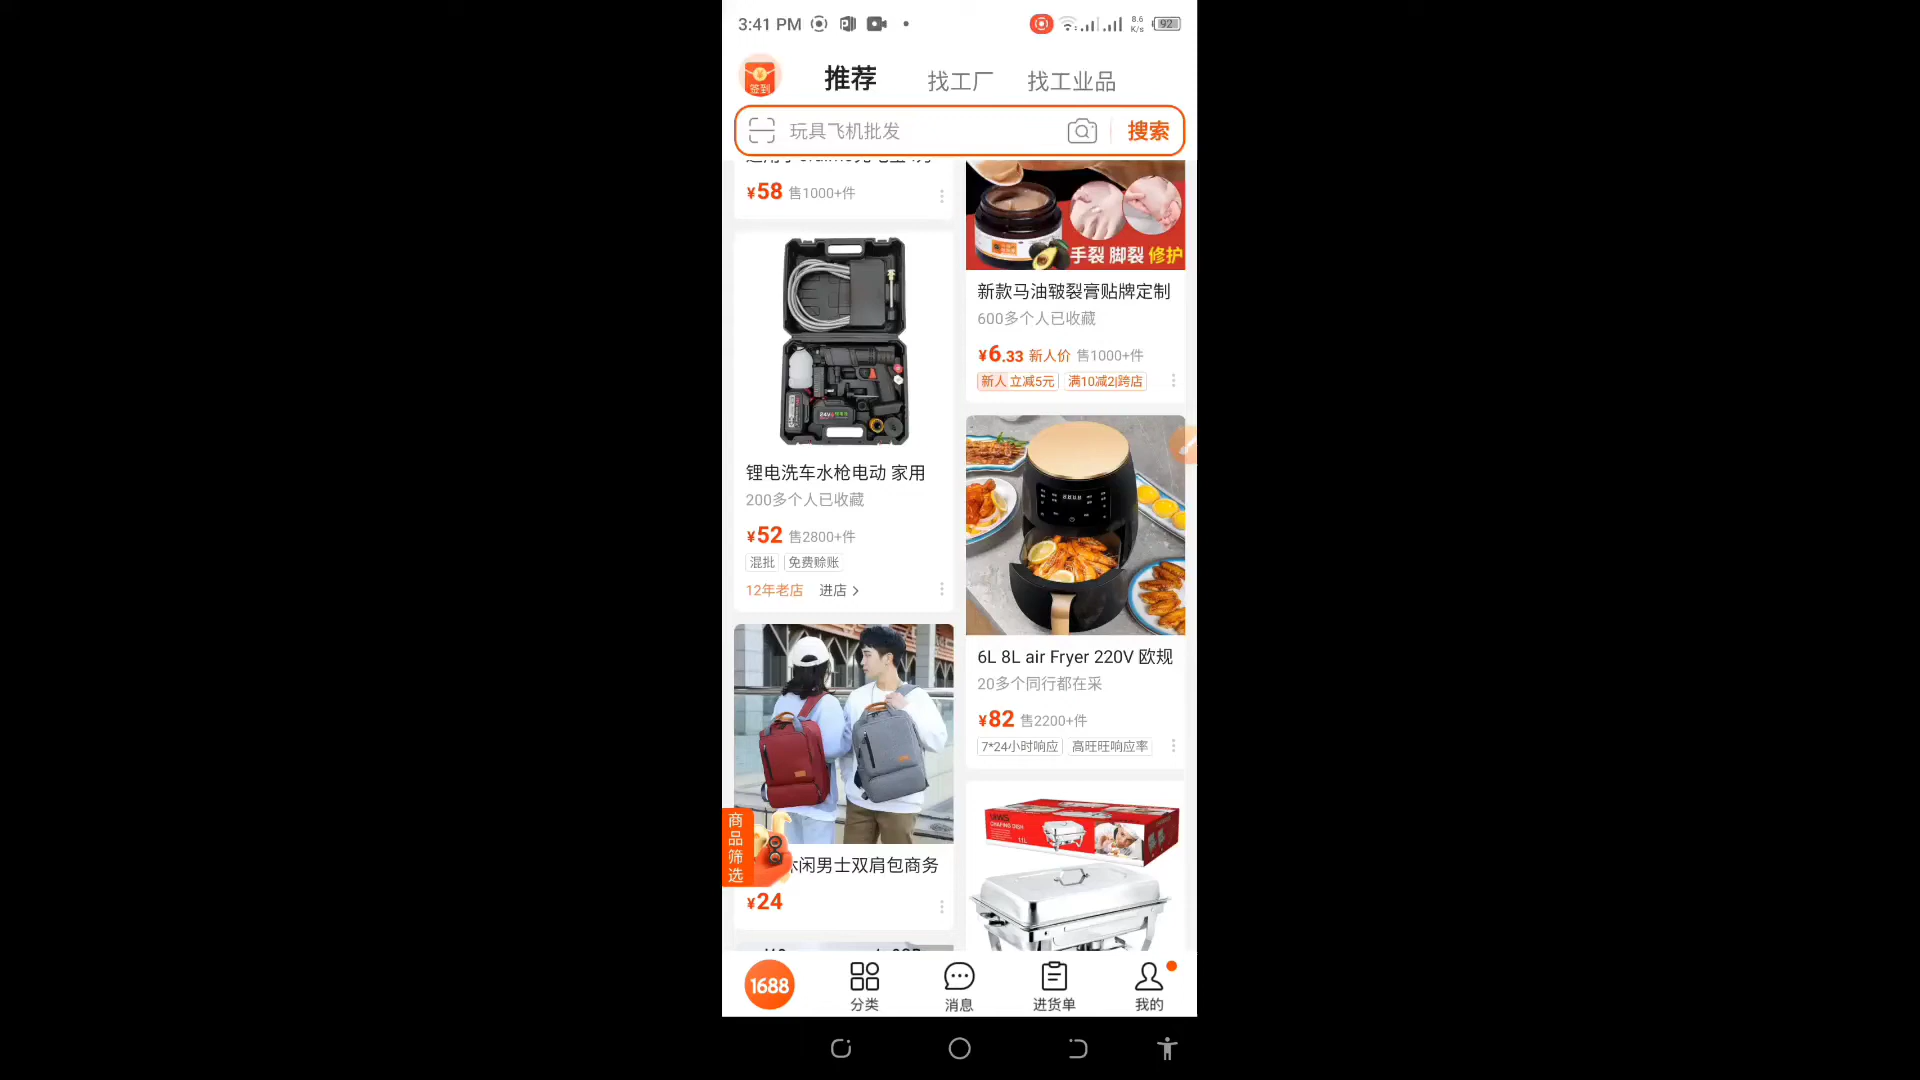 3:41 PM
8.6
K/s
92
签到
推荐
找工厂
找工业品
玩具飞机批发
搜索
¥58 售1000+件
手裂 脚裂 修护
新款马油皲裂膏贴牌定制
600多个人已收藏
¥6.33 新人价 售1000+件
新人 立减5元 满10减2|跨店
24V
锂电洗车水枪电动 家用
200多个人已收藏
¥52 售2800+件
混批 免费赊账
12年老店 进店
6L 8L air Fryer 220V 欧规
20多个同行都在采
¥82 售2200+件
7*24小时响应 高旺旺响应率
商品筛选
休闲男士双肩包商务
¥24
CHAFING DISH
11L
1688
分类
消息
进货单
我的